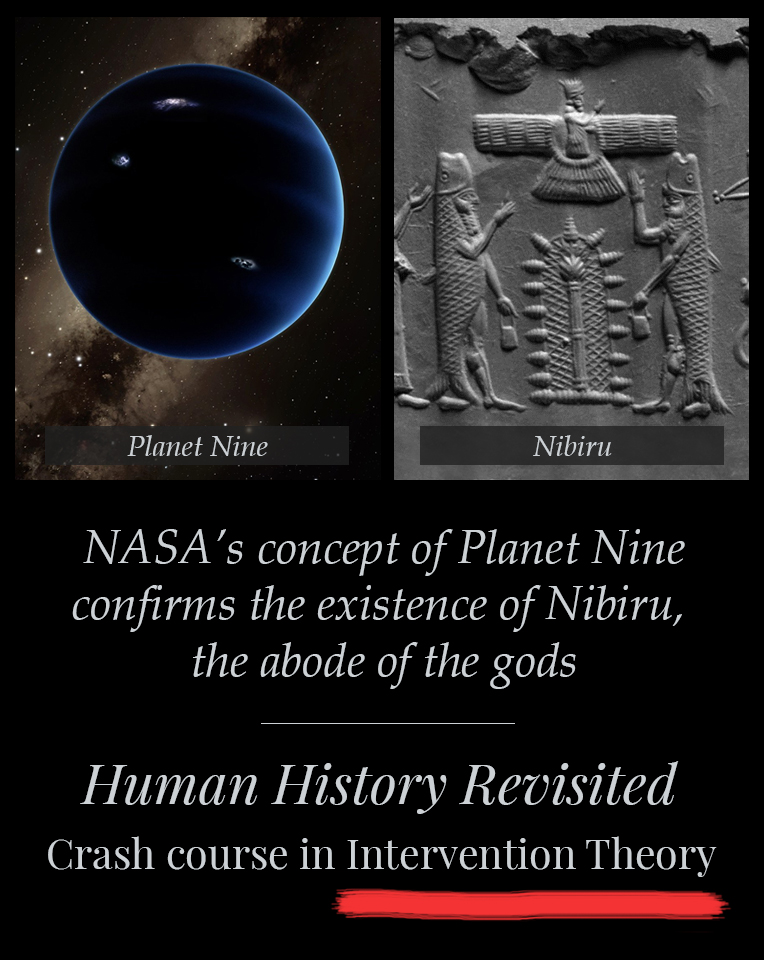 Planet Nine
Nibiru
NASA’s concept of Planet Nine
confirms the existence of Nibiru,
the abode of the gods
Human History Revisited
Crash course in Intervention Theory